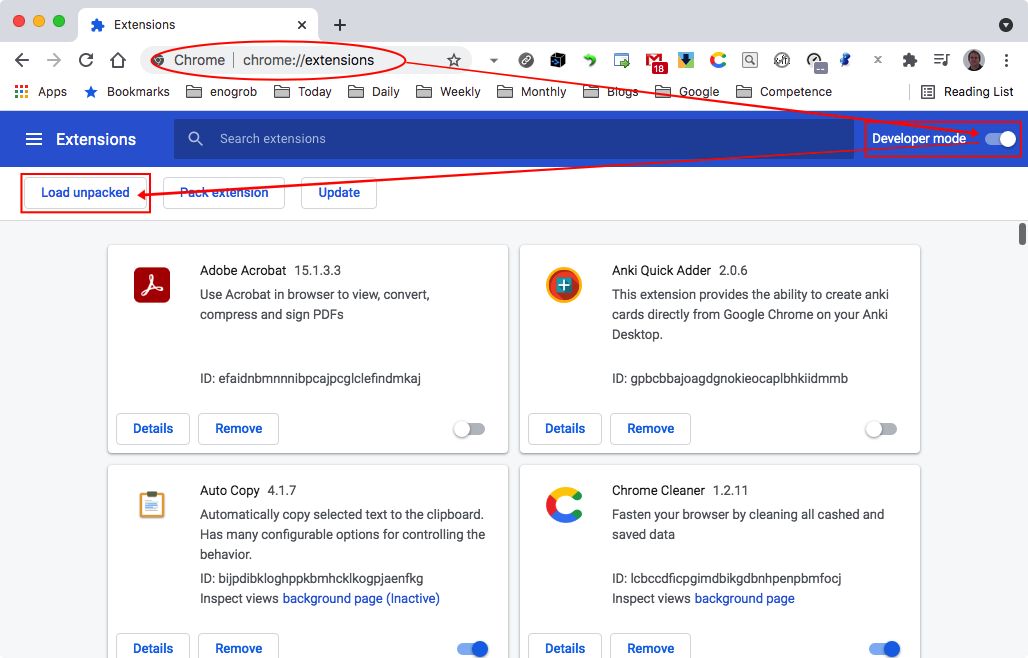 Extensions
Chrome chrome://extensions
18
Apps Bookmarks enogrob Today Daily Weekly Monthly Blogs Google Competence Reading List
Extensions Search extensions Developer mode
Load unpacked Pack extension Update
Adobe Acrobat 15.1.3.3
Use Acrobat in browser to view, convert,
compress and sign PDFs
ID: efaidnbmnnnibpcajpcglclefindmkaj
Details Remove
Anki Quick Adder 2.0.6
This extension provides the ability to create anki
cards directly from Google Chrome on your Anki
Desktop.
ID: gpbcbbajoagdgnokieocaplbhkiidmmb
Details Remove
Auto Copy 4.1.7
Automatically copy selected text to the clipboard.
Has many configurable options for controlling the
behavior.
ID: bijpdibkloghppkbmhcklkogpjaenfkg
Inspect views background page (Inactive)
Details Remove
Chrome Cleaner 1.2.11
Fasten your browser by cleaning all cashed and
saved data
ID: lcbccdficpgimdbikgdbnhpenpbmfocj
Inspect views background page
Details Remove